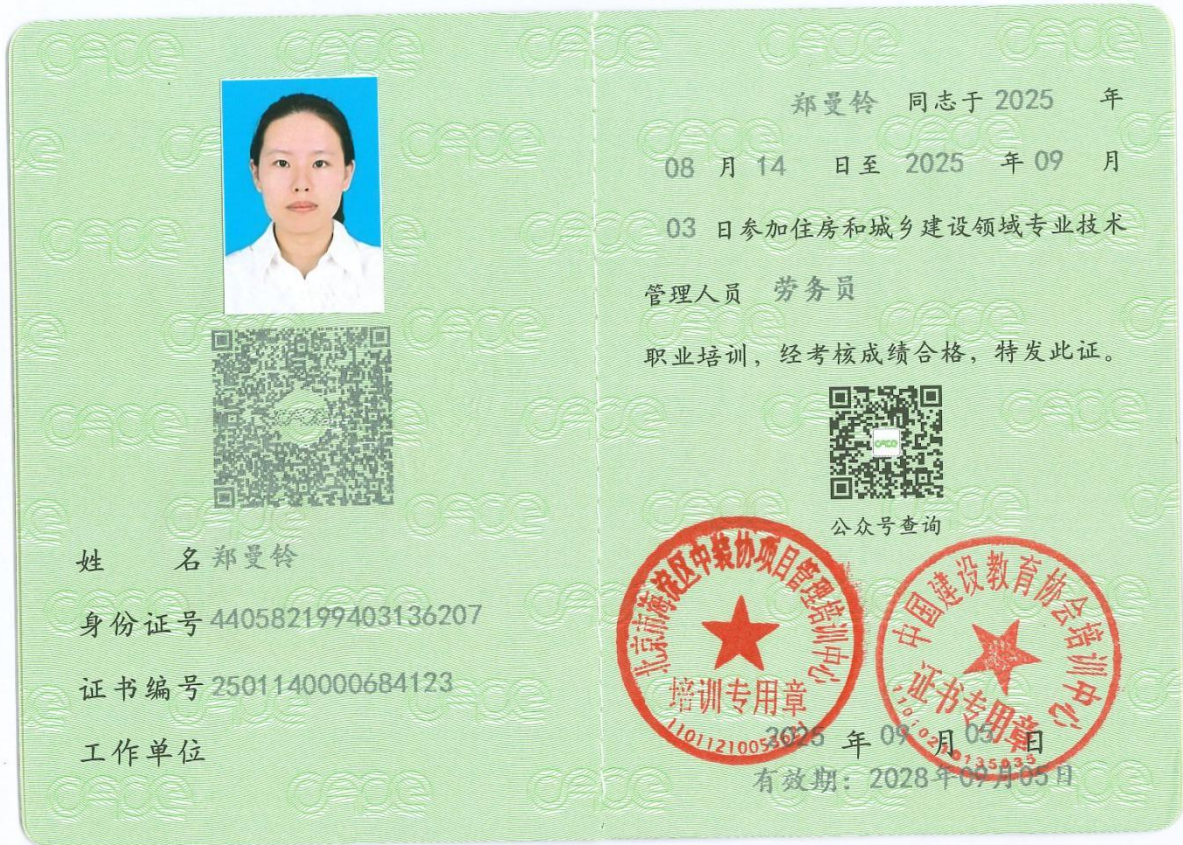 姓 名 郑曼铃
身份证号 440582199403136207
证书编号 2501140000684123
工作单位
郑曼铃 同志于 2025 年
08 月 14 日至 2025 年 09 月
03 日参加住房和城乡建设领域专业技术
管理人员 劳务员
职业培训，经考核成绩合格，特发此证。
cace
公众号查询
北京市海淀区中装协项目管理培训中心
培训专用章
中国建设教育协会培训中心
证书专用章
2025 年 09 月 05 日
有效期：2028年09月05日